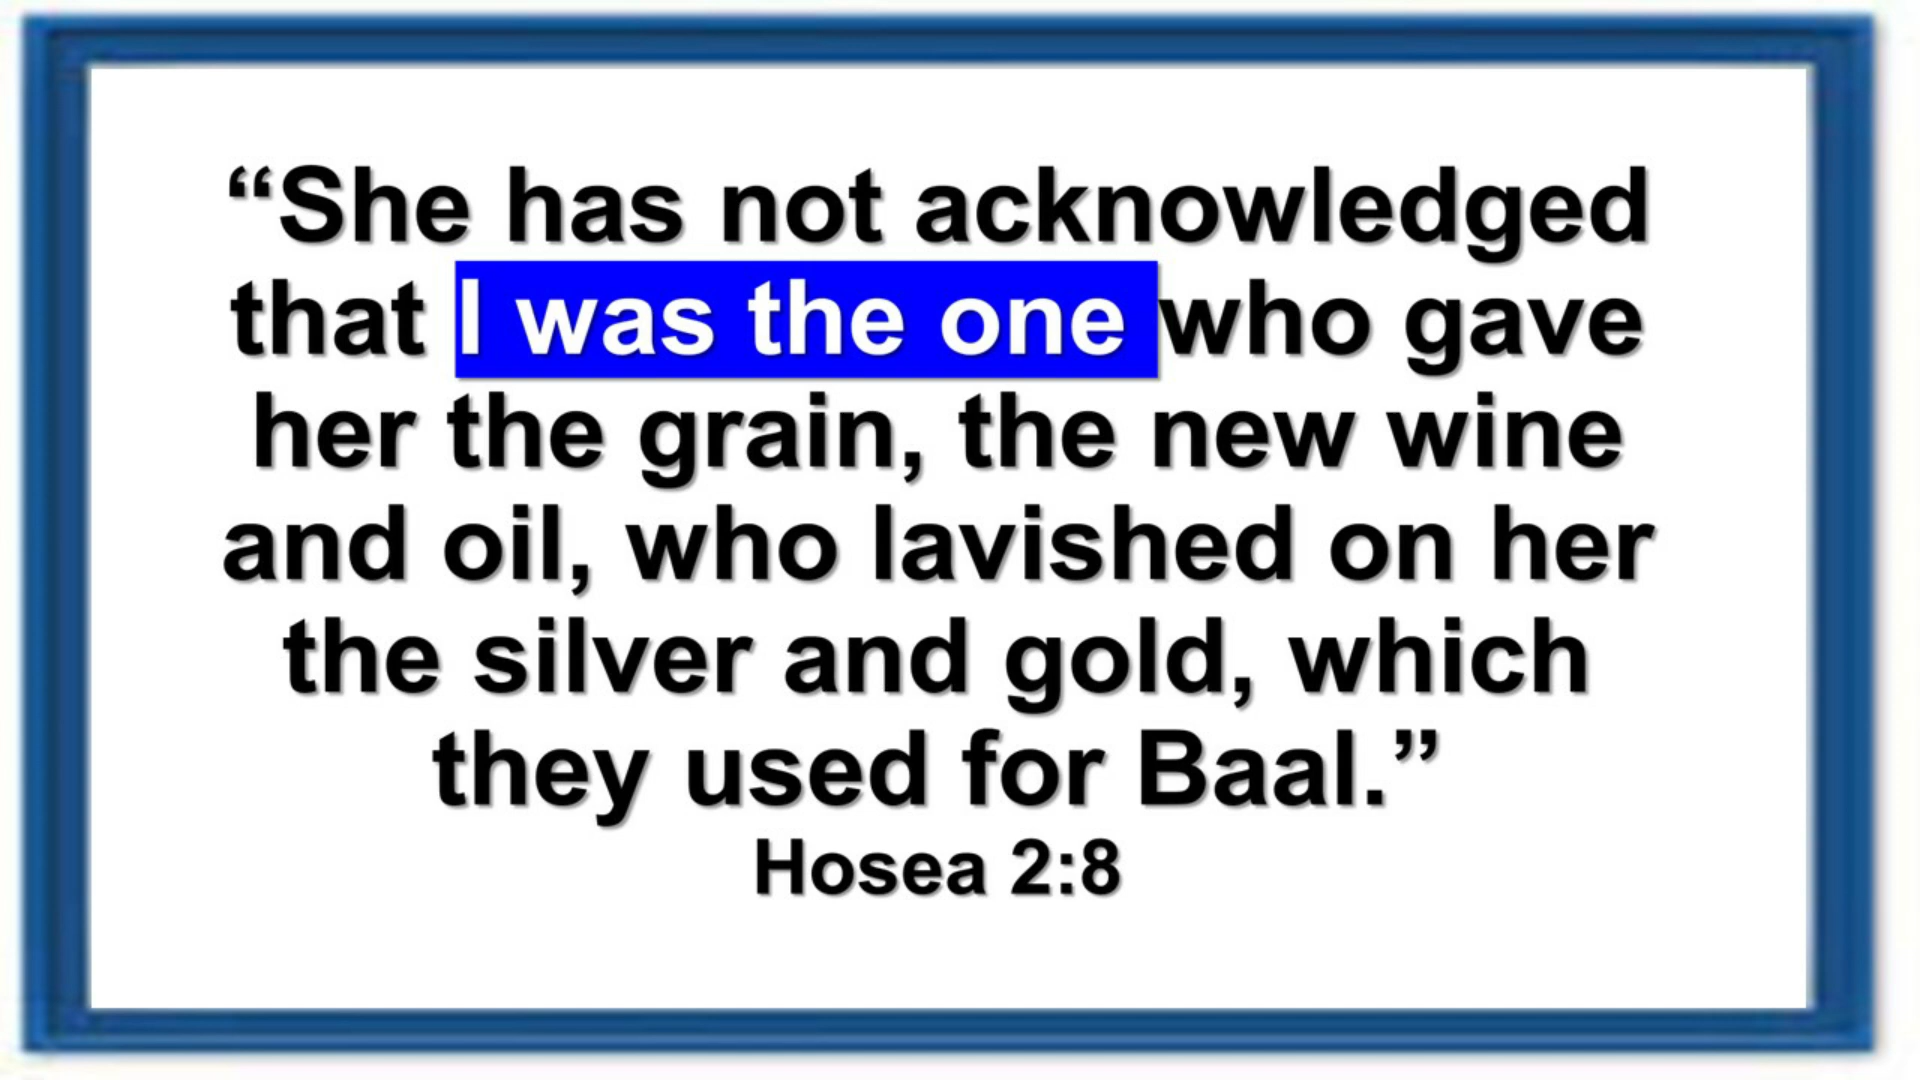 “She has not acknowledged
that I was the one who gave
her the grain, the new wine
and oil, who lavished on her
the silver and gold, which
they used for Baal.”
Hosea 2:8